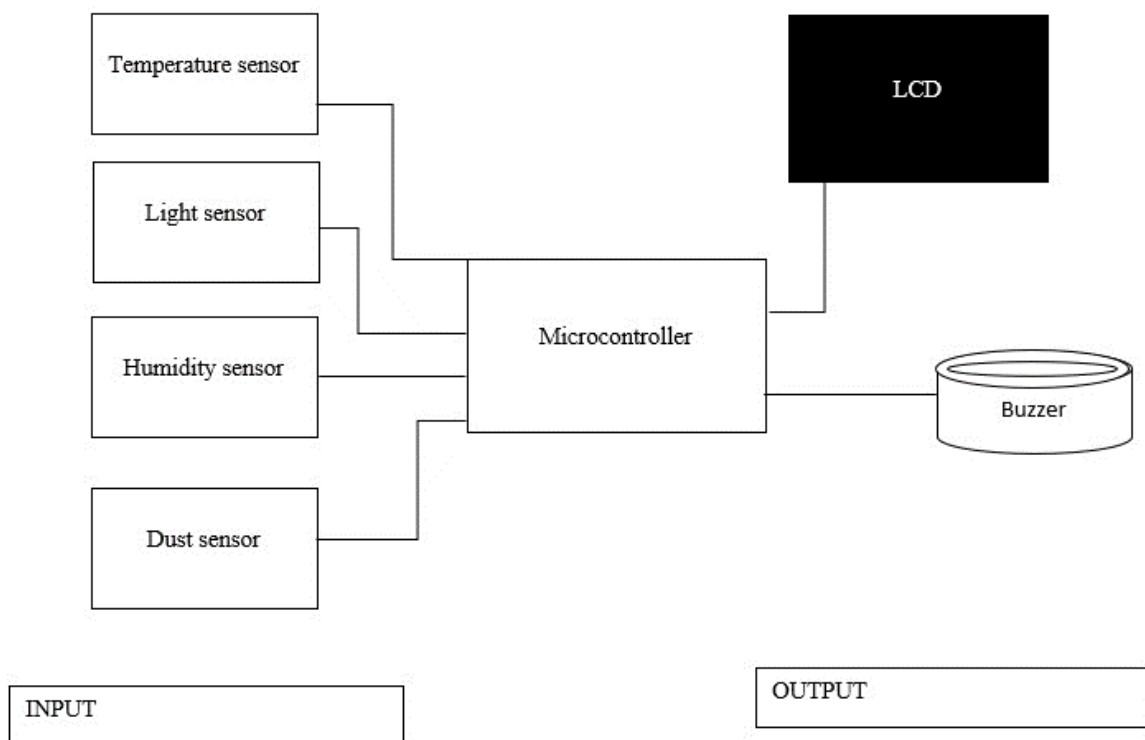 Temperature sensor
LCD
Light sensor
Microcontroller
Humidity sensor
Buzzer
Dust sensor
INPUT
OUTPUT